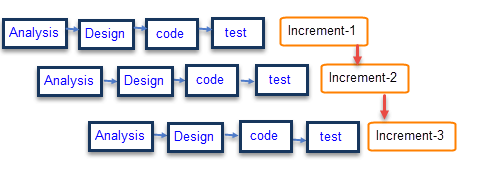 Analysis Design code test Increment-1
Analysis Design code test Increment-2
Analysis Design code test Increment-3